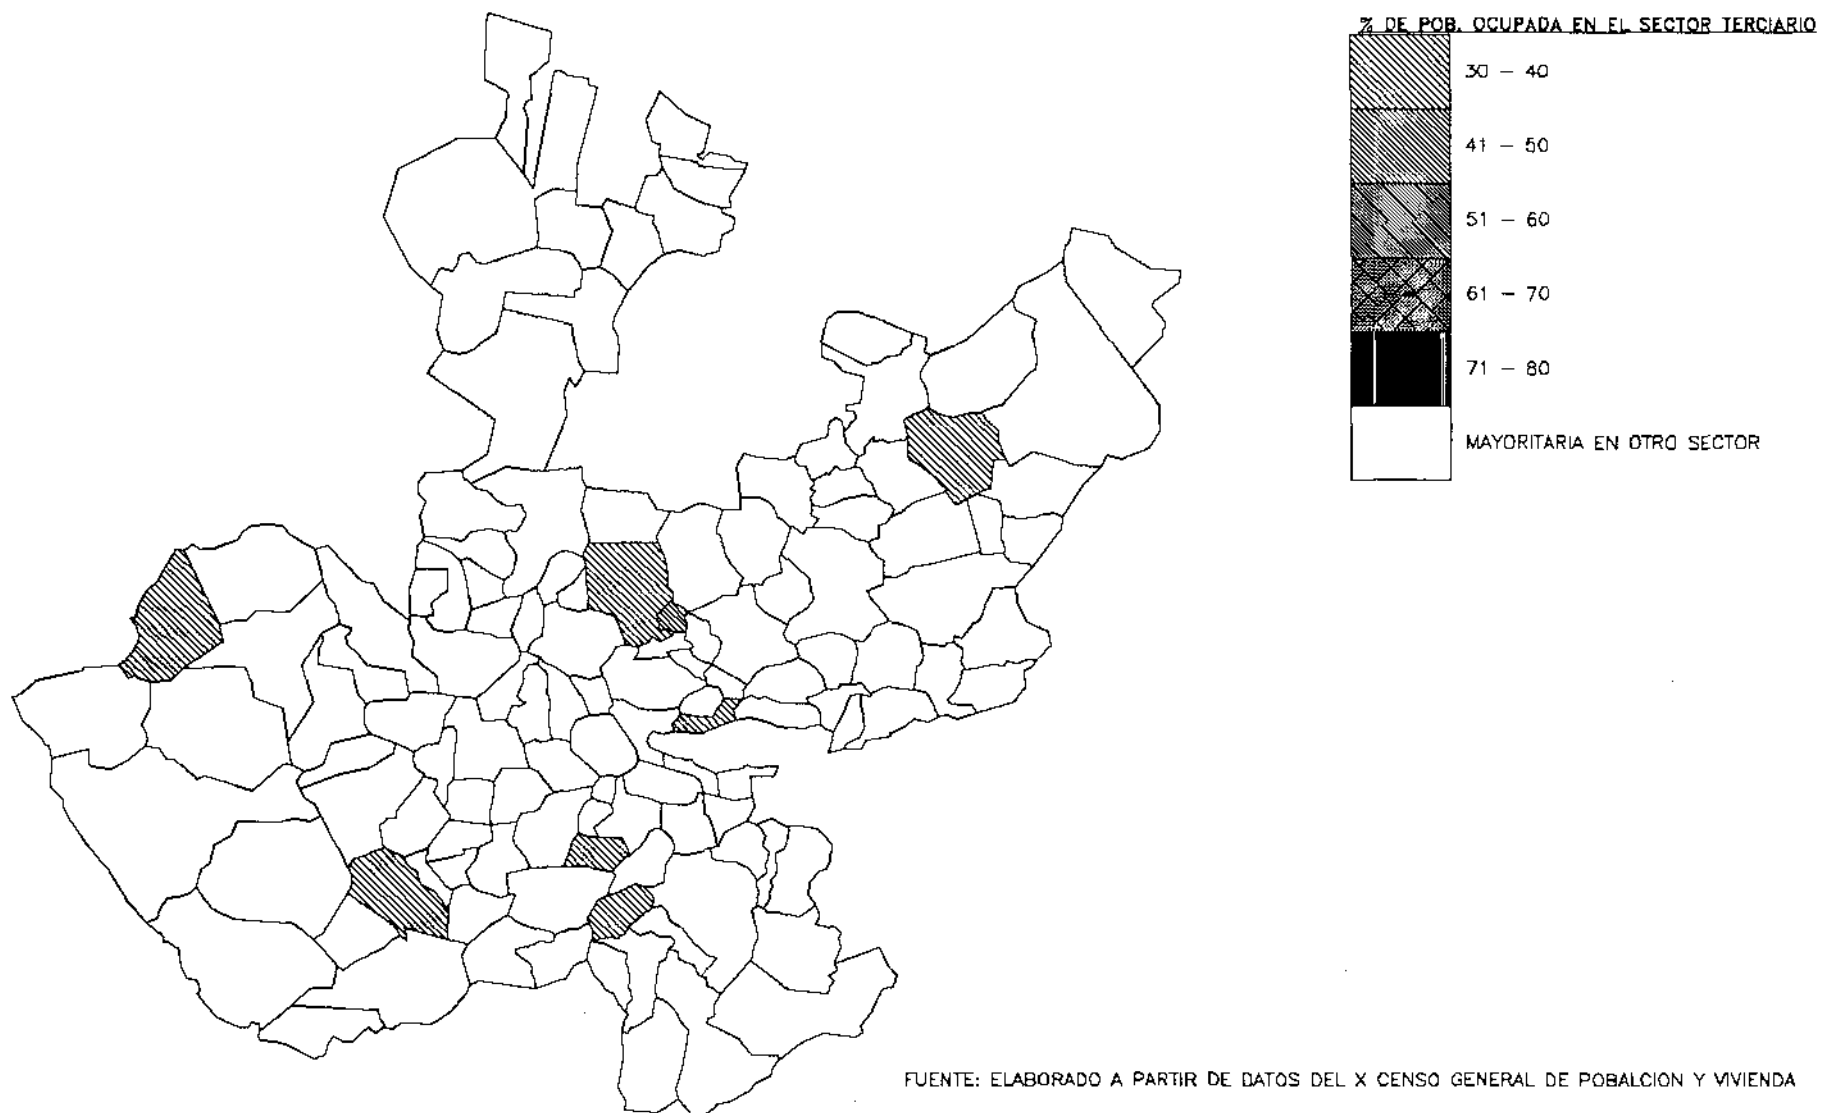 % DE POB. OCUPADA EN EL SECTOR TERCIARIO
30 – 40
41 – 50
51 – 60
61 – 70
71 – 80
MAYORITARIA EN OTRO SECTOR
FUENTE: ELABORADO A PARTIR DE DATOS DEL X CENSO GENERAL DE POBALCION Y VIVIENDA